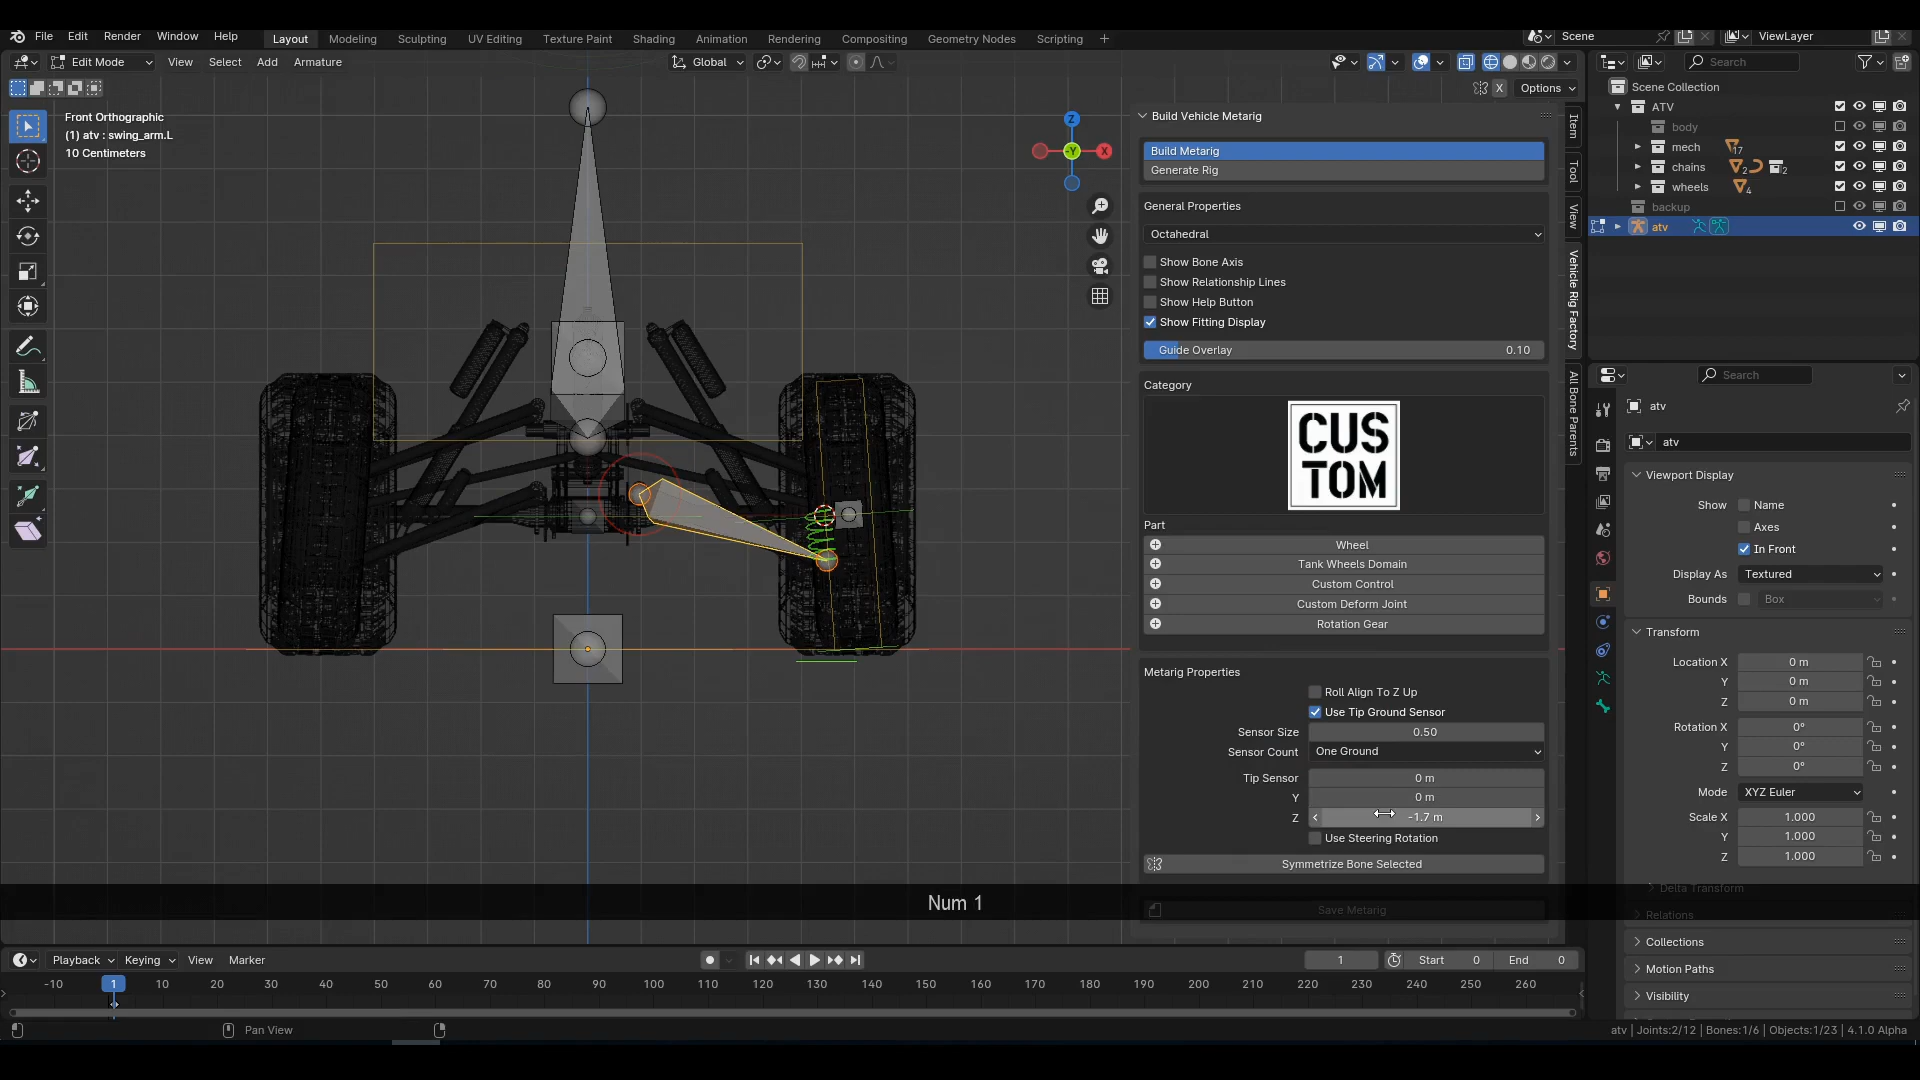 File Edit Render Window Help
Layout Modeling Sculpting UV Editing Texture Paint Shading Animation Rendering Compositing Geometry Nodes Scripting
Scene
ViewLayer
Edit Mode View Select Add Armature
Global
Search
X Options
Front Orthographic
(1) atv : swing_arm.L
10 Centimeters
Z
X
-Y
Build Vehicle Metarig
Build Metarig
Generate Rig
General Properties
Octahedral
Show Bone Axis
Show Relationship Lines
Show Help Button
Show Fitting Display
Guide Overlay 0.10
Category
CUS
TOM
Part
Wheel
Tank Wheels Domain
Custom Control
Custom Deform Joint
Rotation Gear
Metarig Properties
Roll Align To Z Up
Use Tip Ground Sensor
Sensor Size 0.50
Sensor Count One Ground
Tip Sensor 0 m
Y 0 m
Z -1.7 m
Use Steering Rotation
Symmetrize Bone Selected
Save Metarig
Item
Tool
View
Vehicle Rig Factory
All Bone Parents
Scene Collection
ATV
body
mech 17
chains 2 2
wheels 4
backup
atv
Search
atv
atv
Viewport Display
Show Name
Axes
In Front
Display As Textured
Bounds Box
Transform
Location X 0 m
Y 0 m
Z 0 m
Rotation X 0°
Y 0°
Z 0°
Mode XYZ Euler
Scale X 1.000
Y 1.000
Z 1.000
Delta Transform
Relations
Collections
Motion Paths
Visibility
Num 1
Playback Keying View Marker
1 Start 0 End 0
-10 1 10 20 30 40 50 60 70 80 90 100 110 120 130 140 150 160 170 180 190 200 210 220 230 240 250 260
Pan View
atv | Joints:2/12 | Bones:1/6 | Objects:1/23 | 4.1.0 Alpha